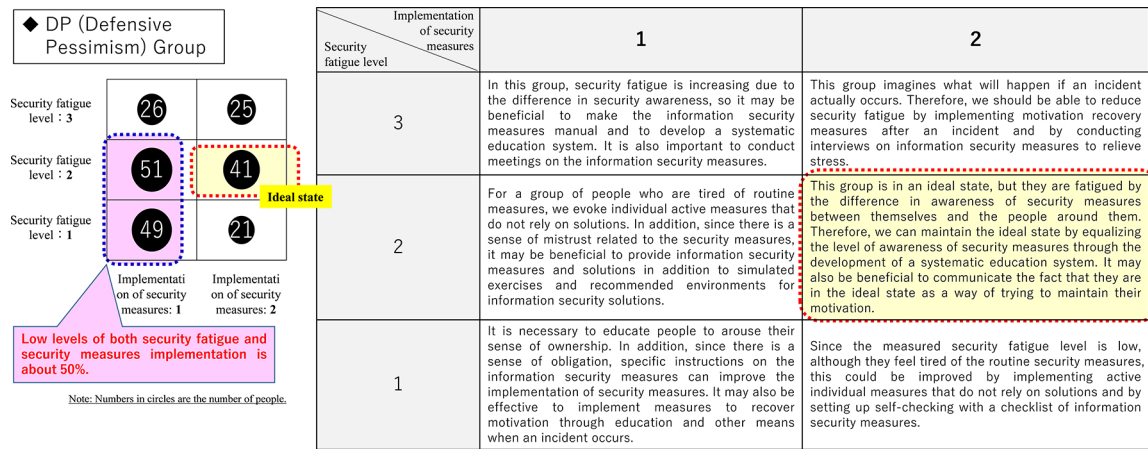 ◆ DP (Defensive
Pessimism) Group
Security fatigue
level：3
26
25
Security fatigue
level：2
51
41
Ideal state
Security fatigue
level：1
49
21
Implementati
on of security
measures: 1
Implementati
on of security
measures: 2
Low levels of both security fatigue and
security measures implementation is
about 50%.
Note: Numbers in circles are the number of people.
Implementation
of security
measures
Security
fatigue level
1
2
3
In this group, security fatigue is increasing due to
the difference in security awareness, so it may be
beneficial to make the information security
measures manual and to develop a systematic
education system. It is also important to conduct
meetings on the information security measures.
This group imagines what will happen if an incident
actually occurs. Therefore, we should be able to reduce
security fatigue by implementing motivation recovery
measures after an incident and by conducting
interviews on information security measures to relieve
stress.
2
For a group of people who are tired of routine
measures, we evoke individual active measures that
do not rely on solutions. In addition, since there is a
sense of mistrust related to the security measures,
it may be beneficial to provide information security
measures and solutions in addition to simulated
exercises and recommended environments for
information security solutions.
This group is in an ideal state, but they are fatigued by
the difference in awareness of security measures
between themselves and the people around them.
Therefore, we can maintain the ideal state by equalizing
the level of awareness of security measures through the
development of a systematic education system. It may
also be beneficial to communicate the fact that they are
in the ideal state as a way of trying to maintain their
motivation.
1
It is necessary to educate people to arouse their
sense of ownership. In addition, since there is a
sense of obligation, specific instructions on the
information security measures can improve the
implementation of security measures. It may also be
effective to implement measures to recover
motivation through education and other means
when an incident occurs.
Since the measured security fatigue level is low,
although they feel tired of the routine security measures,
this could be improved by implementing active
individual measures that do not rely on solutions and by
setting up self-checking with a checklist of information
security measures.